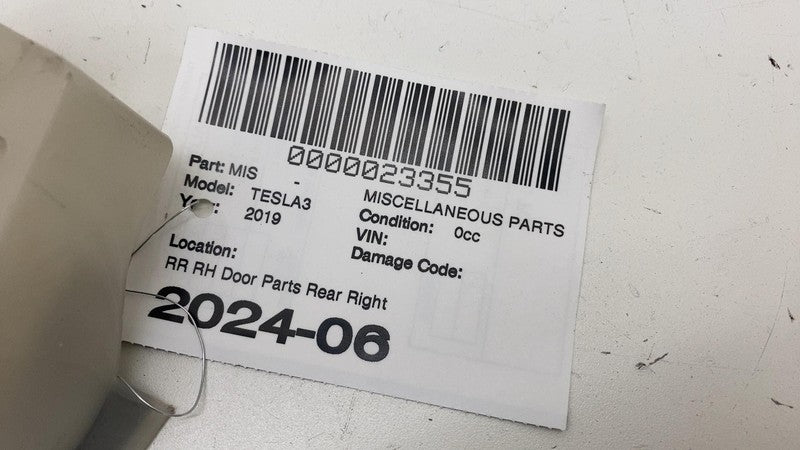 0000023355
Part: MIS - MISCELLANEOUS PARTS
Model: TESLA3 Condition: 0cc
2019 VIN:
Damage Code:
Location:
RR RH Door Parts Rear Right
2024-06